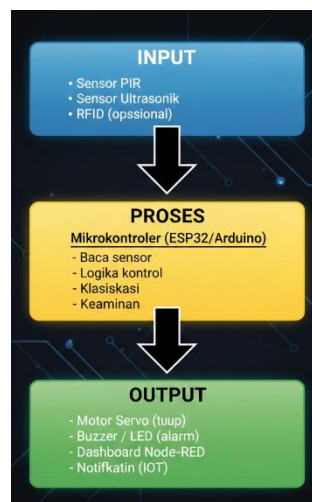 INPUT
• Sensor PIR
• Sensor Ultrasonik
• RFID (opssional)
PROSES
Mikrokontroler (ESP32/Arduino)
- Baca sensor
- Logika kontrol
- Klasiskasi
- Keaminan
OUTPUT
- Motor Servo (tuup)
- Buzzer / LED (alarm)
- Dashboard Node-RED
- Notifkatin (IOT)